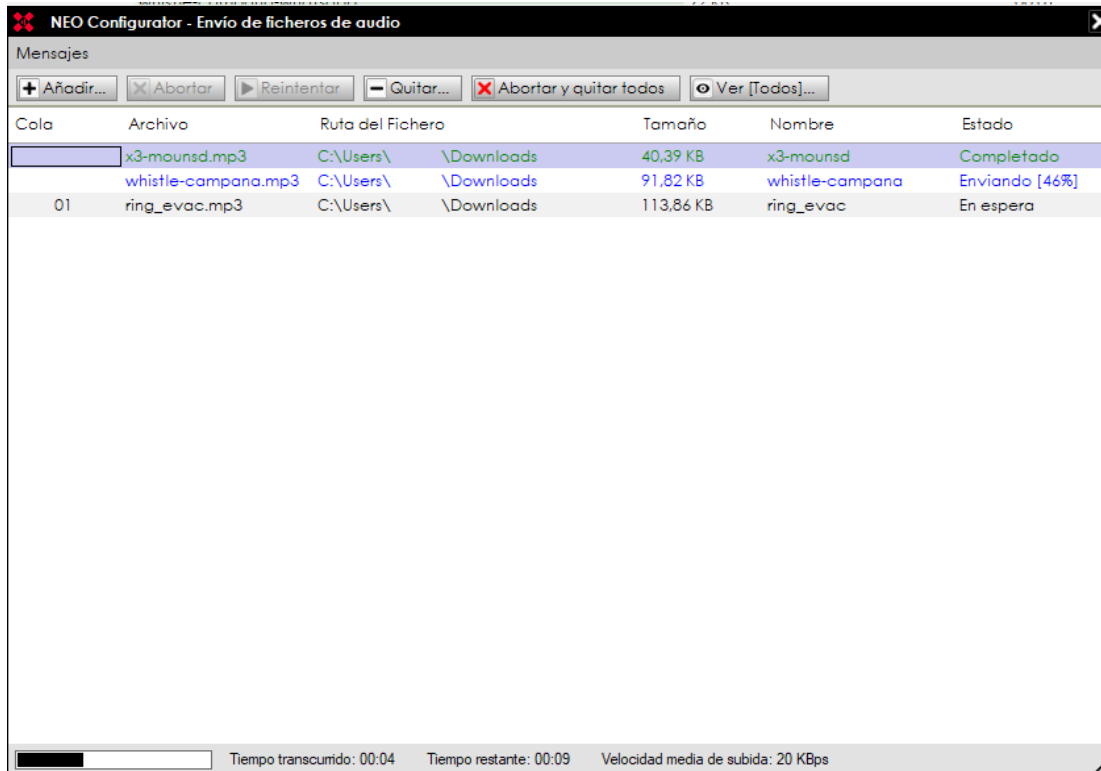 NEO Configurator - Envío de ficheros de audio
Mensajes
Añadir... Abortar Reintentar Quitar... Abortar y quitar todos Ver [Todos]...
Cola Archivo Ruta del Fichero Tamaño Nombre Estado
x3-mounsd.mp3 C:\Users\ \Downloads 40,39 KB x3-mounsd Completado
whistle-campana.mp3 C:\Users\ \Downloads 91,82 KB whistle-campana Enviando [46%]
01 ring_evac.mp3 C:\Users\ \Downloads 113,86 KB ring_evac En espera
Tiempo transcurrido: 00:04 Tiempo restante: 00:09 Velocidad media de subida: 20 KBps